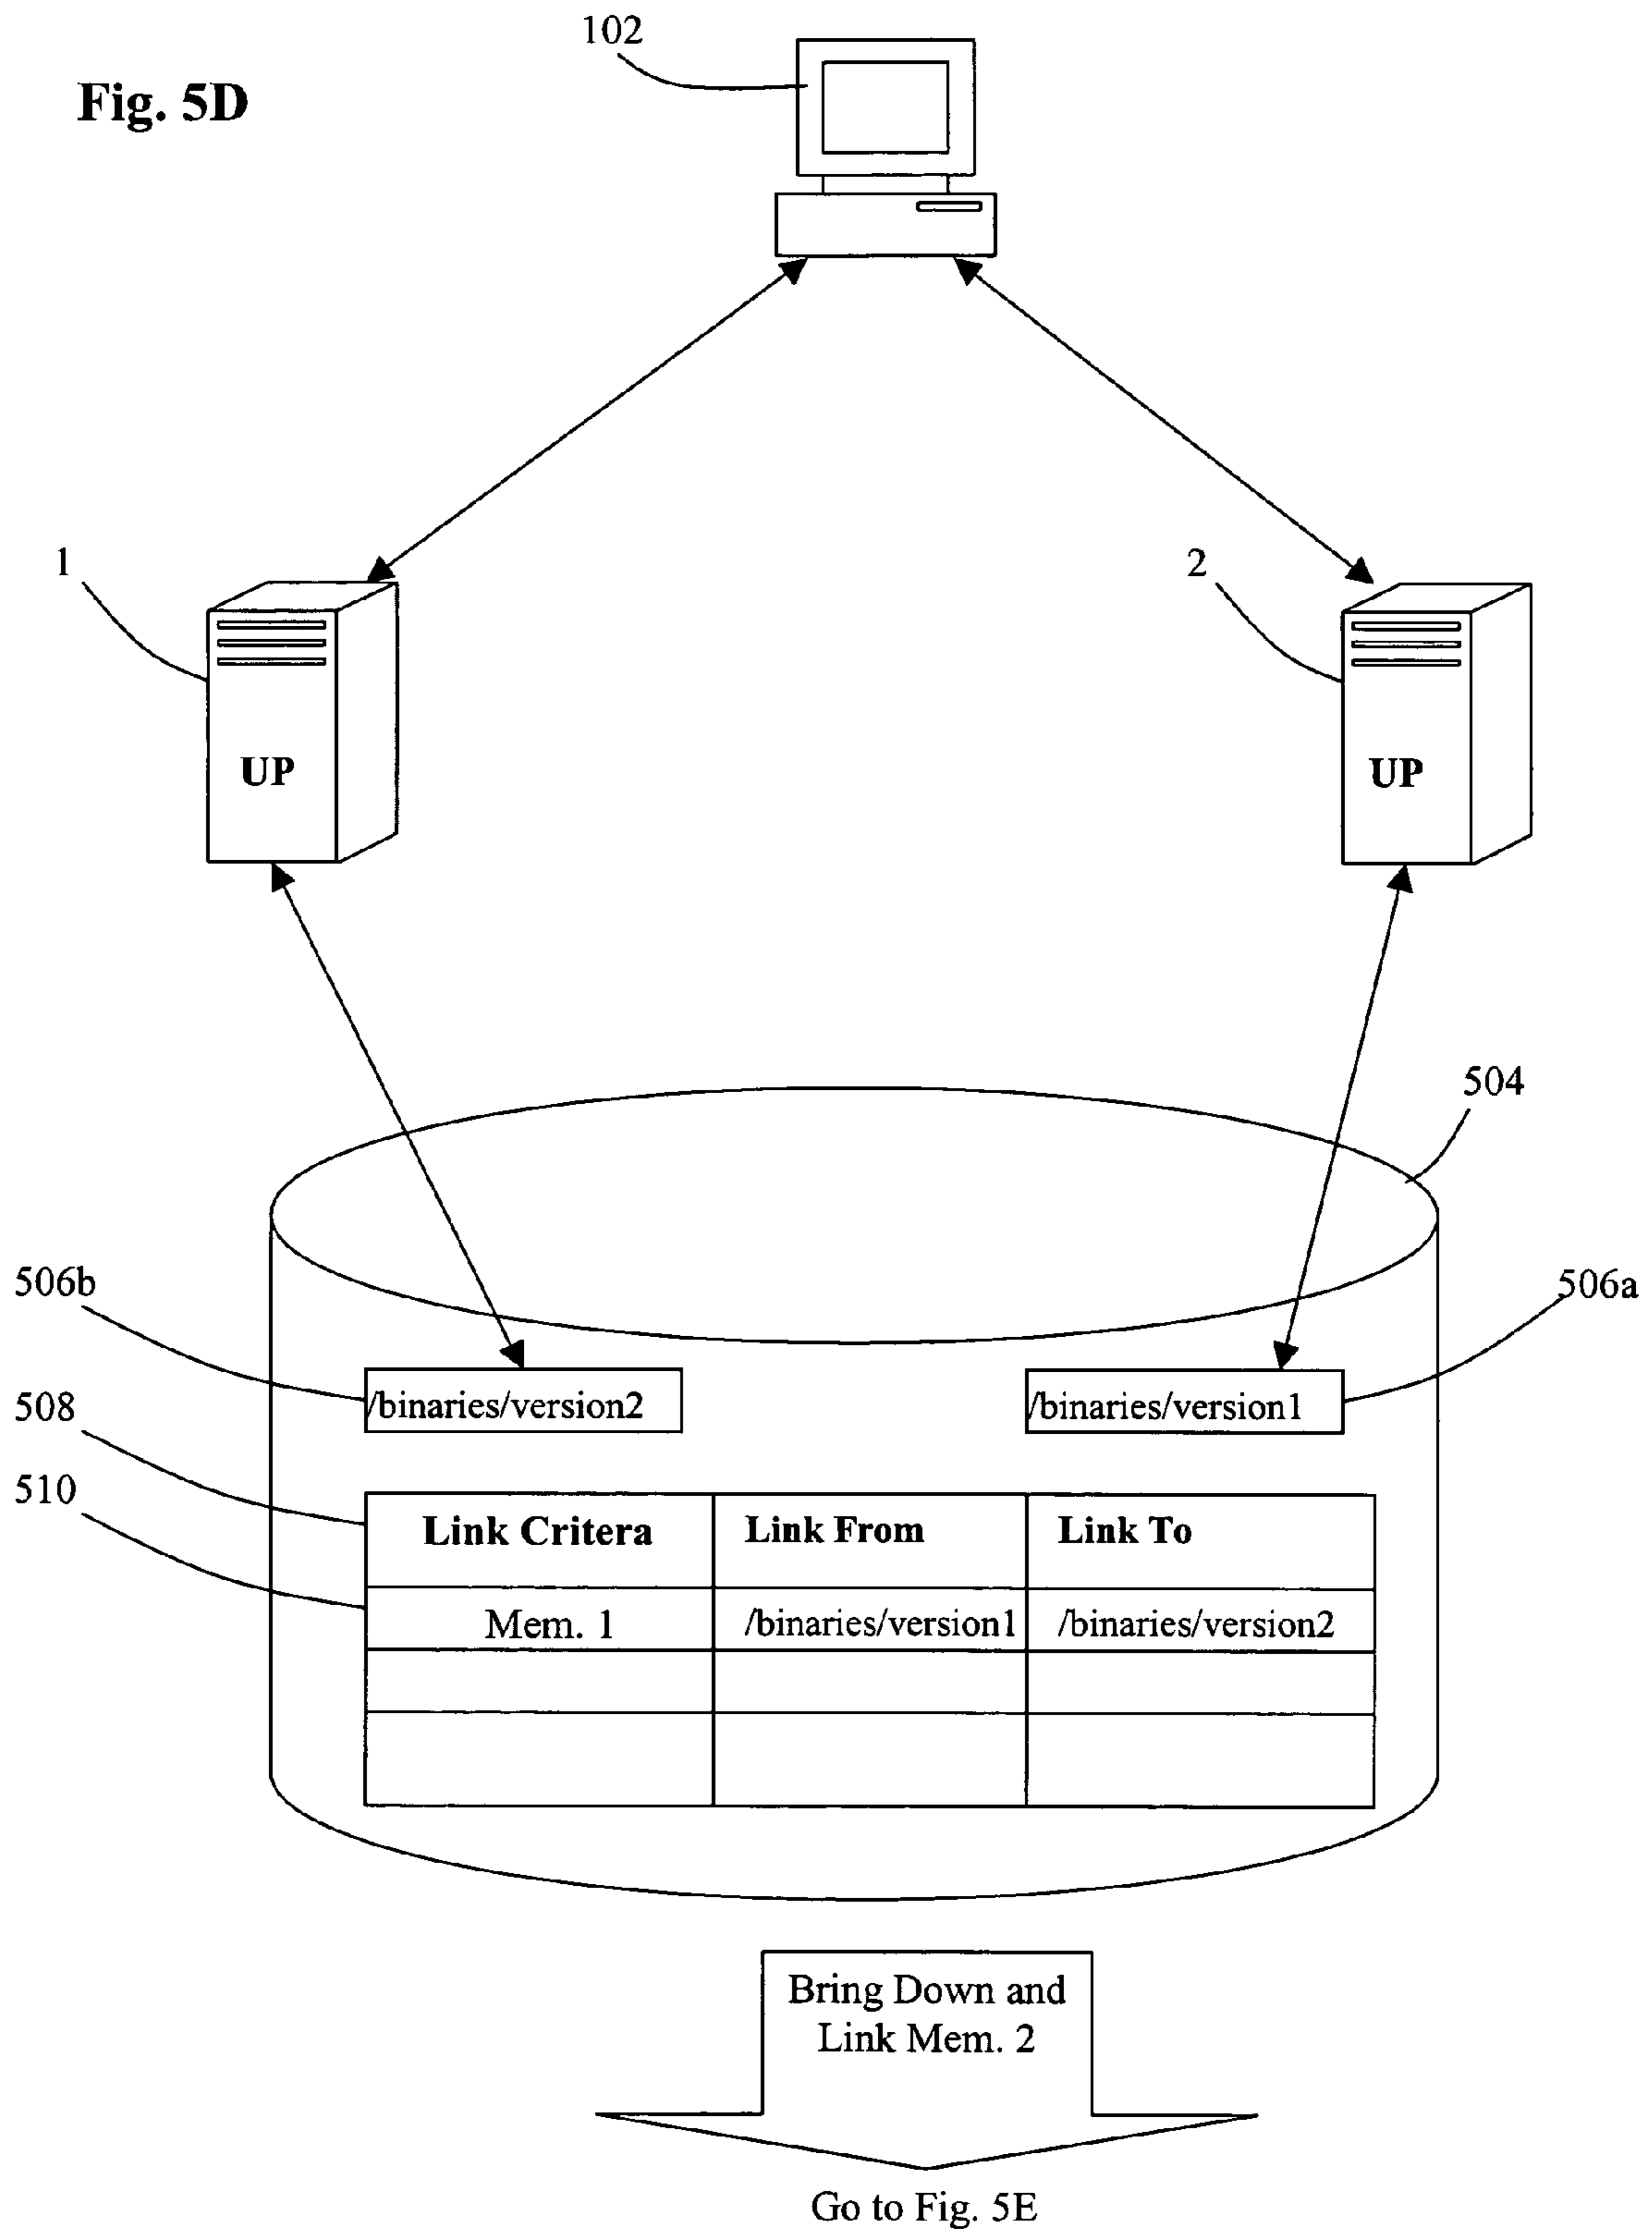 102
Fig. 5D
1
2
UP
UP
504
506b
506a
/binaries/version2
/binaries/version1
508
510
Link Critera
Link From
Link To
Mem. 1
/binaries/version1
/binaries/version2
Bring Down and
Link Mem. 2
Go to Fig. 5E